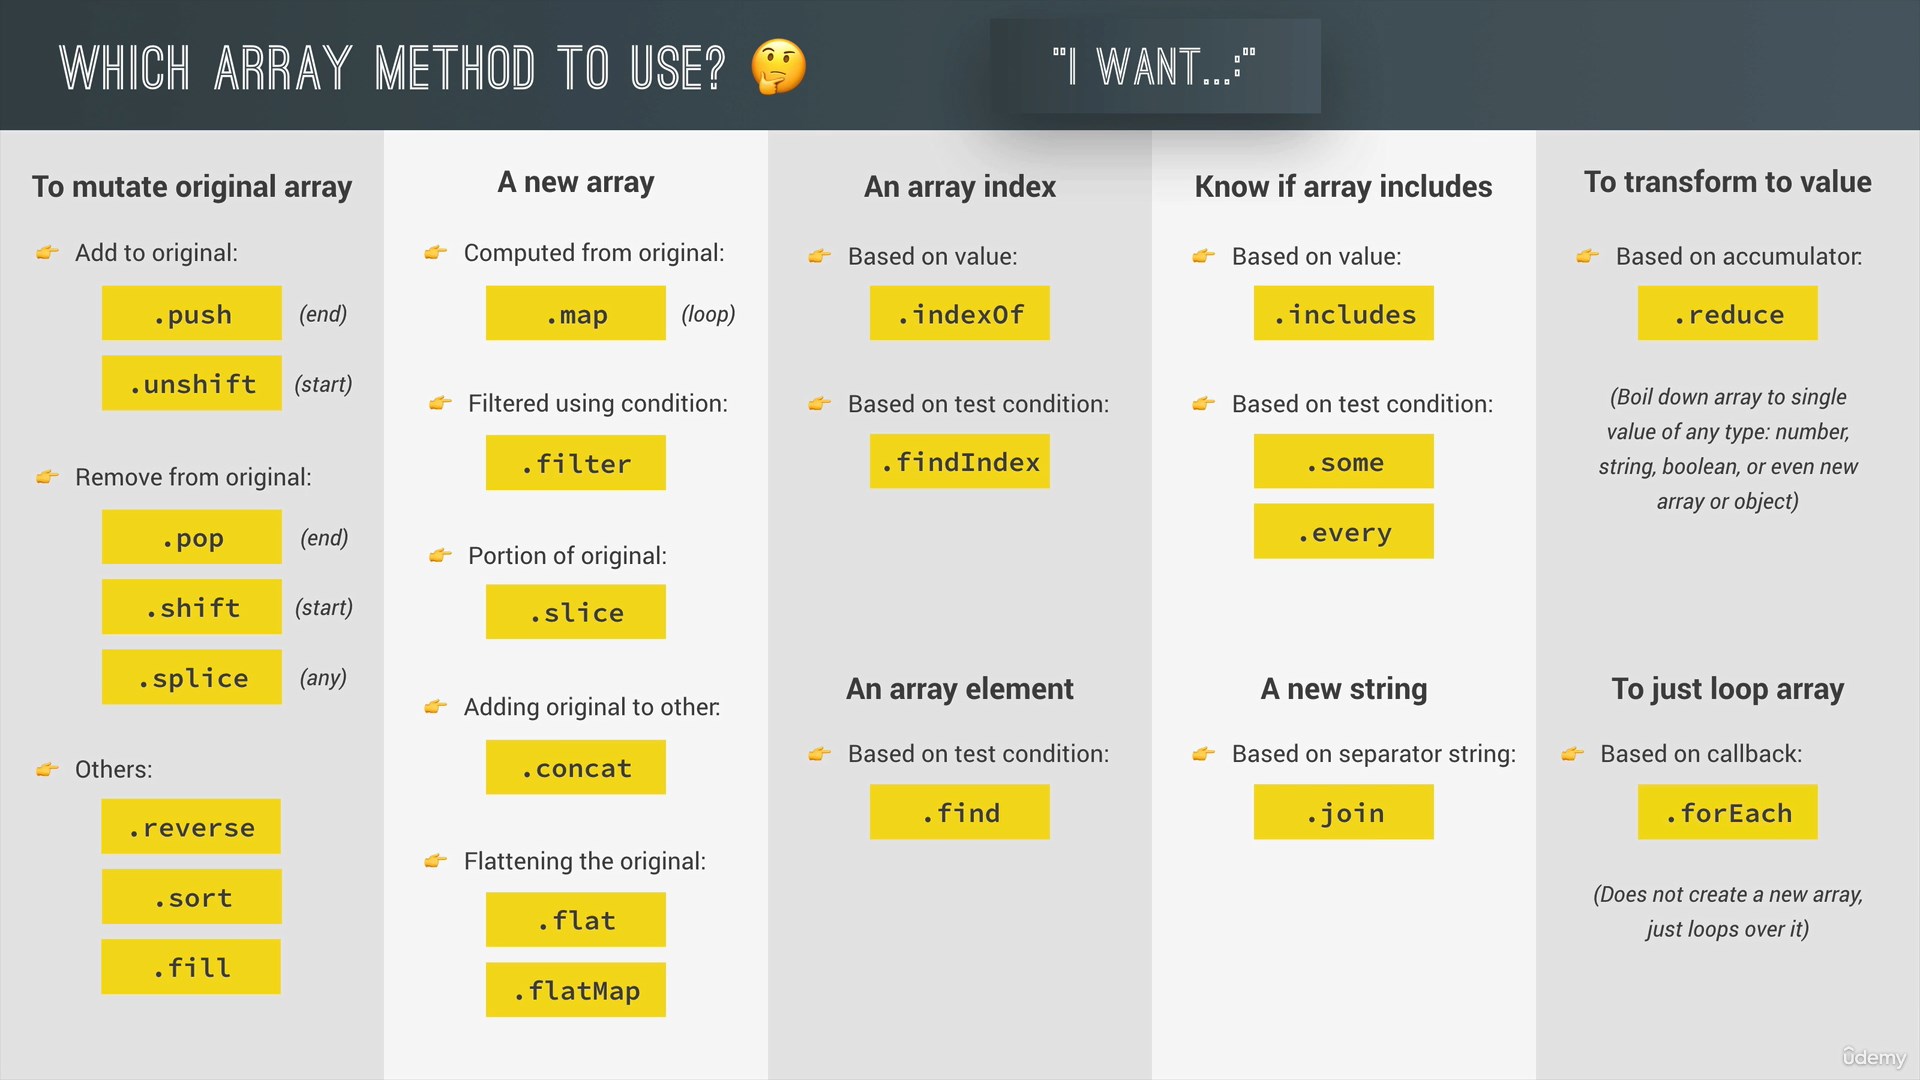 WHICH ARRAY METHOD TO USE? 🤔
"I WANT...:"
To mutate original array
👉 Add to original:
.push (end)
.unshift (start)
👉 Remove from original:
.pop (end)
.shift (start)
.splice (any)
👉 Others:
.reverse
.sort
.fill
A new array
👉 Computed from original:
.map (loop)
👉 Filtered using condition:
.filter
👉 Portion of original:
.slice
👉 Adding original to other:
.concat
👉 Flattening the original:
.flat
.flatMap
An array index
👉 Based on value:
.indexOf
👉 Based on test condition:
.findIndex
An array element
👉 Based on test condition:
.find
Know if array includes
👉 Based on value:
.includes
👉 Based on test condition:
.some
.every
A new string
👉 Based on separator string:
.join
To transform to value
👉 Based on accumulator:
.reduce
(Boil down array to single
value of any type: number,
string, boolean, or even new
array or object)
To just loop array
👉 Based on callback:
.forEach
(Does not create a new array,
just loops over it)
ûdemy